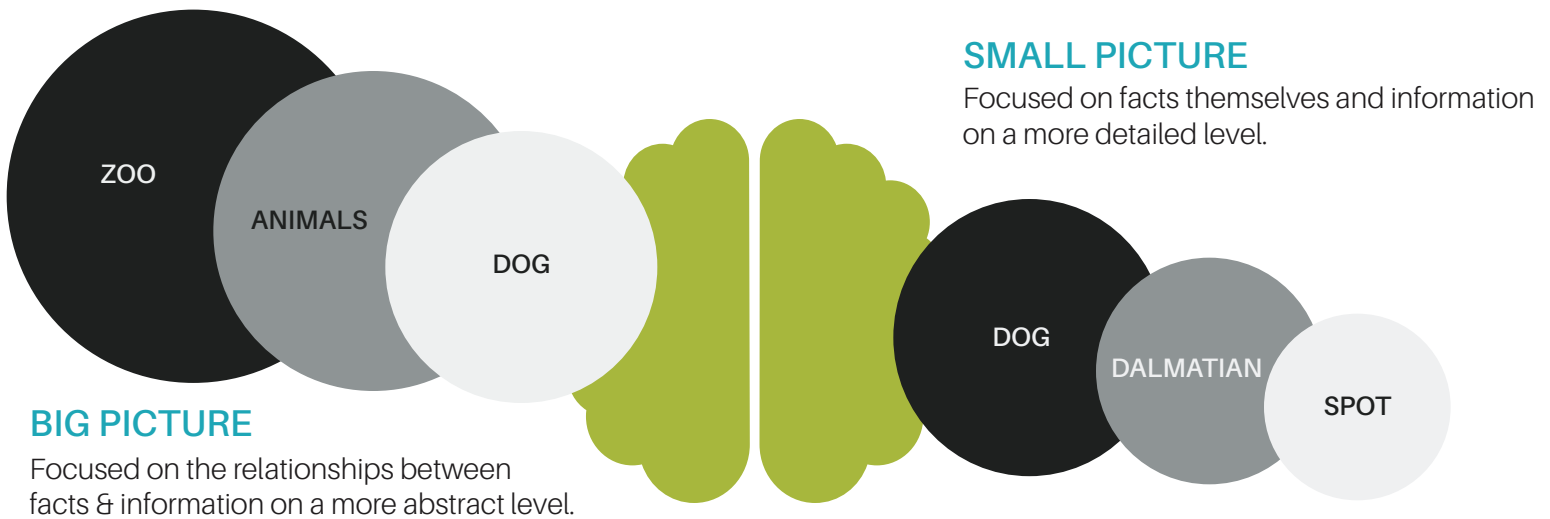 ZOO
ANIMALS
DOG
BIG PICTURE
Focused on the relationships between
facts & information on a more abstract level.
SMALL PICTURE
Focused on facts themselves and information
on a more detailed level.
DOG
DALMATIAN
SPOT